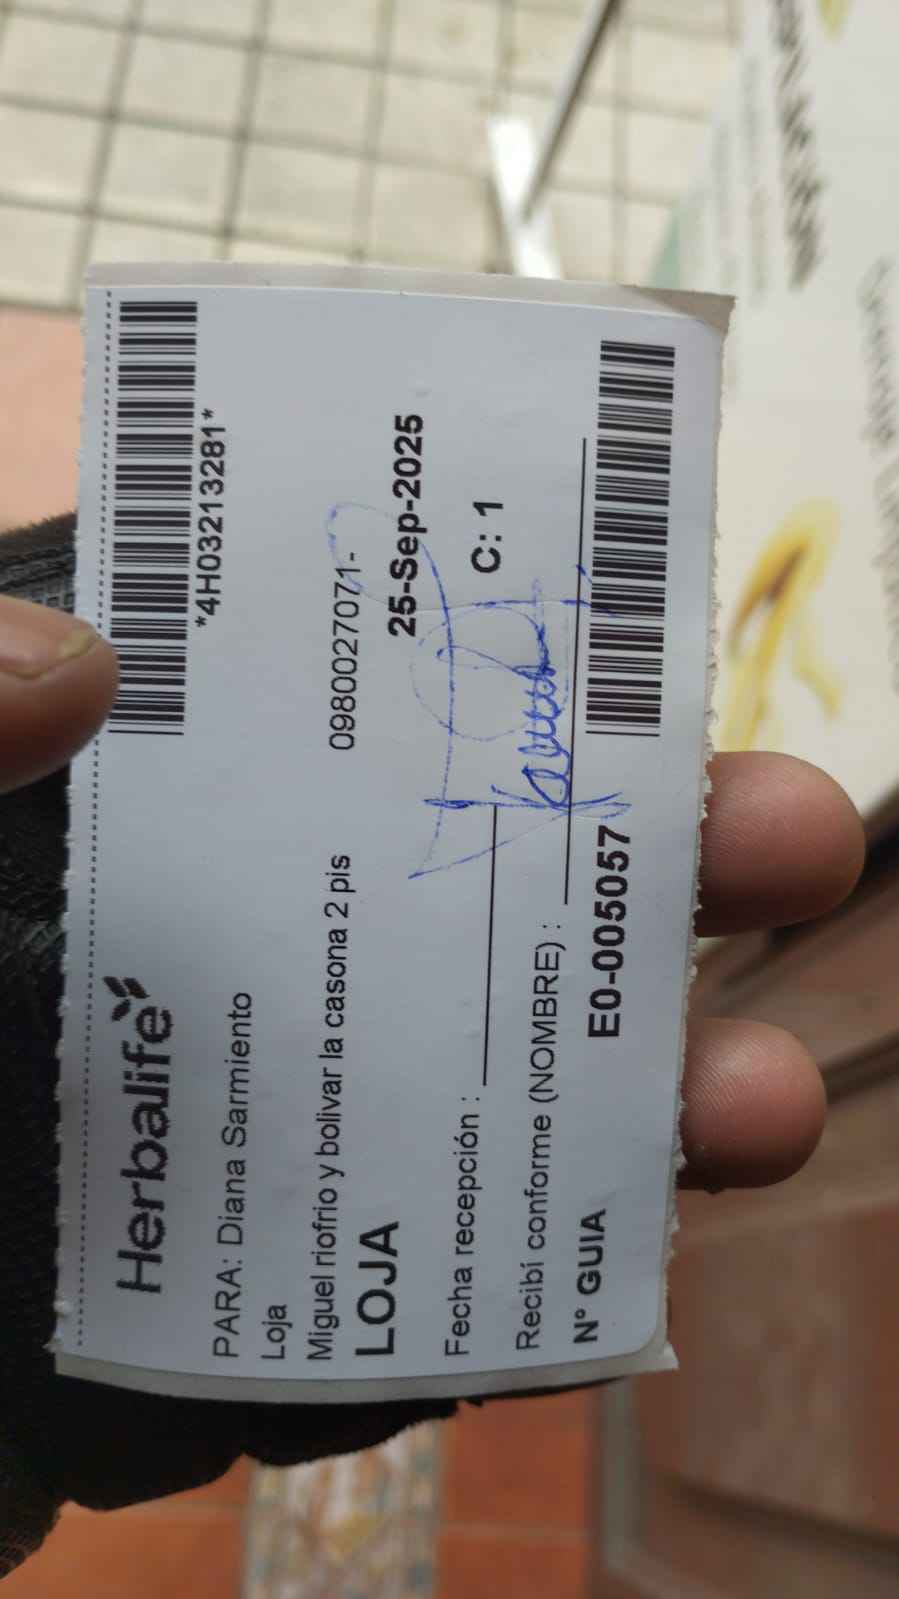 *4H03213281*
Herbalife
PARA: Diana Sarmiento
Loja
Miguel riofrio y bolivar la casona 2 pis 0980027071-
LOJA 25-Sep-2025
Fecha recepción : C: 1
Recibí conforme (NOMBRE) :
N° GUIA E0-005057